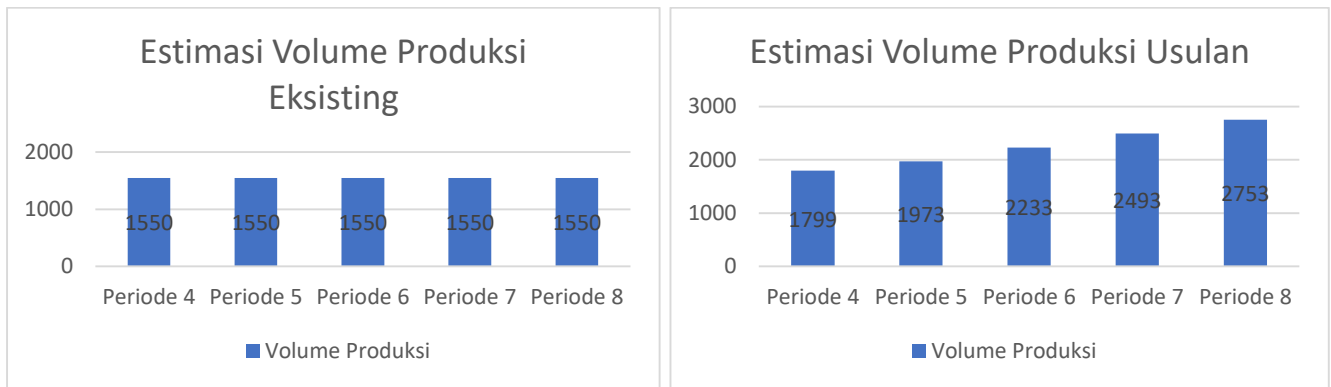 Estimasi Volume Produksi
Eksisting
2000
1000
0
1550 1550 1550 1550 1550
Periode 4 Periode 5 Periode 6 Periode 7 Periode 8
Volume Produksi
Estimasi Volume Produksi Usulan
3000
2000
1000
0
1799 1973 2233 2493 2753
Periode 4 Periode 5 Periode 6 Periode 7 Periode 8
Volume Produksi